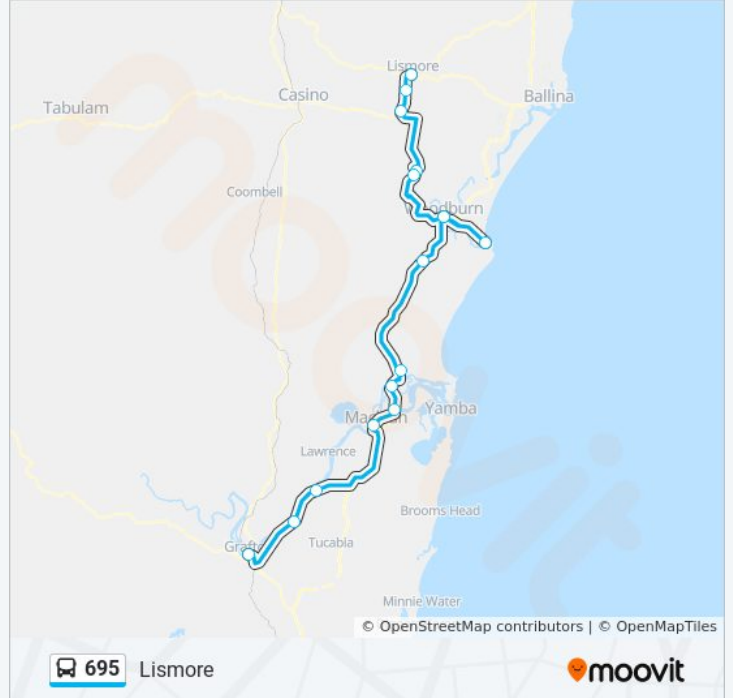 Lismore
Casino
Ballina
Tabulam
Coombell
Yamba
Lawrence
Brooms Head
Tucabia
Minnie Water
© OpenStreetMap contributors | © OpenMapTiles
695 Lismore
moovit